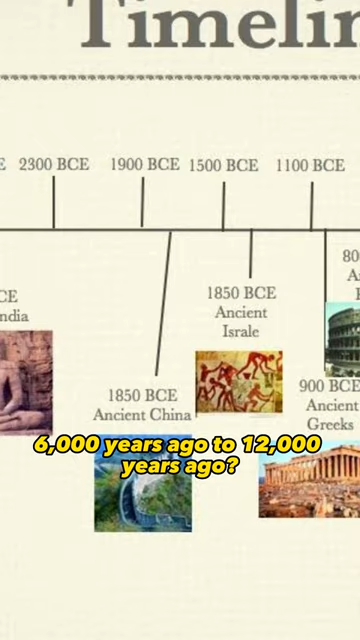 Timelin
E 2300 BCE 1900 BCE 1500 BCE 1100 BCE
80
CE
ndia
1850 BCE
Ancient
Israle
1850 BCE
Ancient China
900 BCE
Ancient
Greeks
6,000 years ago to 12,000
years ago?